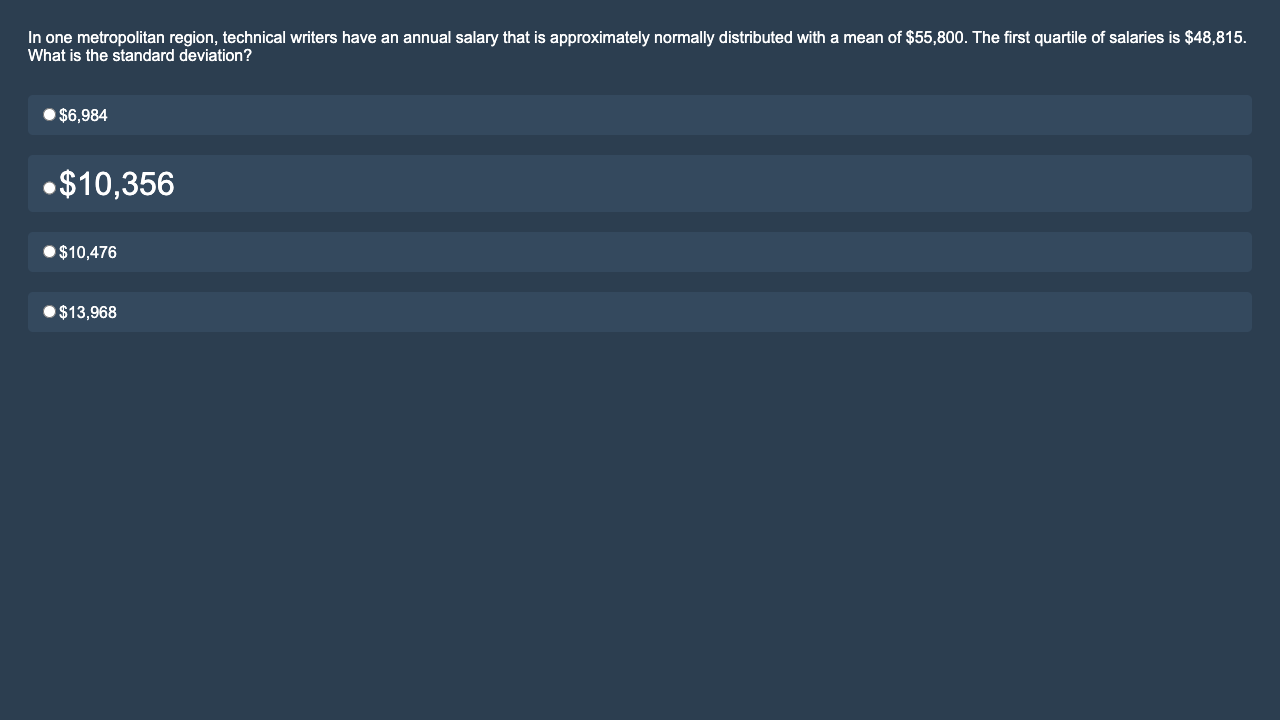 In one metropolitan region, technical writers have an annual salary that is approximately normally distributed with a mean of $55,800. The first quartile of salaries is $48,815.
What is the standard deviation?
$6,984
$10,356
$10,476
$13,968